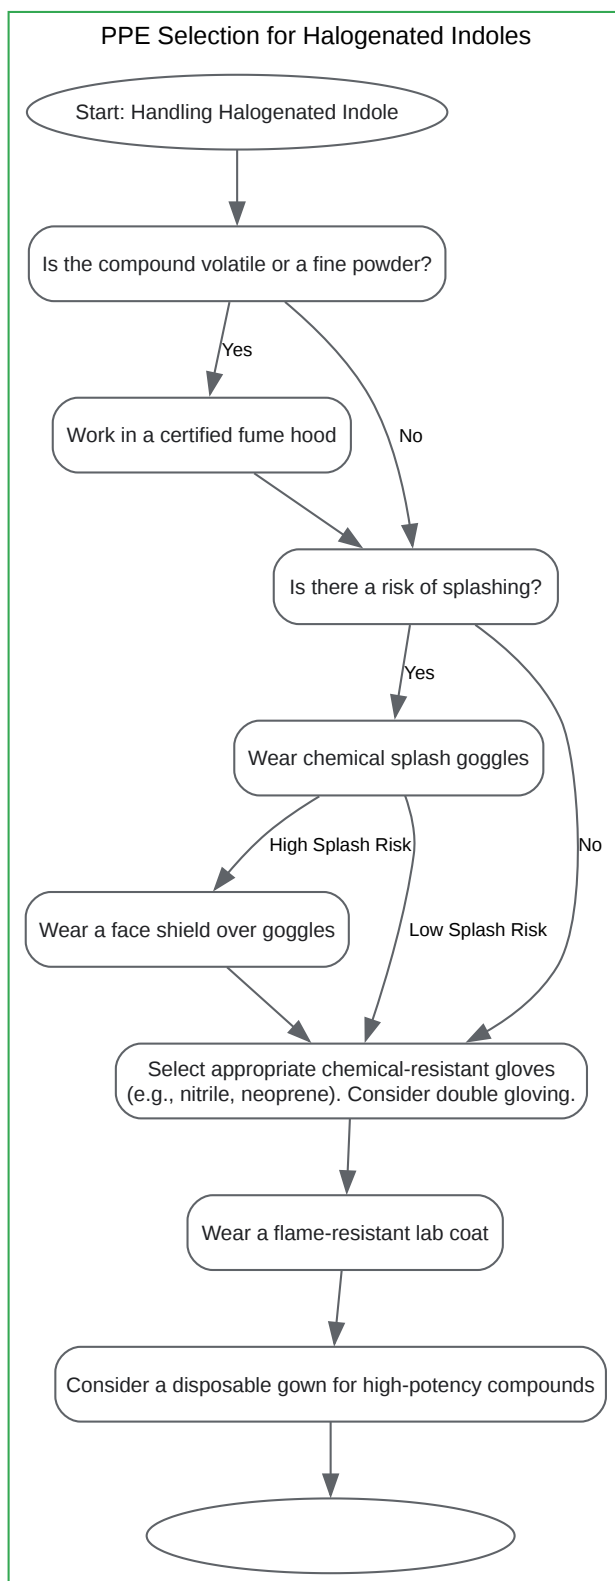 PPE Selection for Halogenated Indoles
Start: Handling Halogenated Indole
Is the compound volatile or a fine powder?
Yes
Work in a certified fume hood
No
Is there a risk of splashing?
Yes
Wear chemical splash goggles
High Splash Risk
No
Wear a face shield over goggles
Low Splash Risk
Select appropriate chemical-resistant gloves
(e.g., nitrile, neoprene). Consider double gloving.
Wear a flame-resistant lab coat
Consider a disposable gown for high-potency compounds